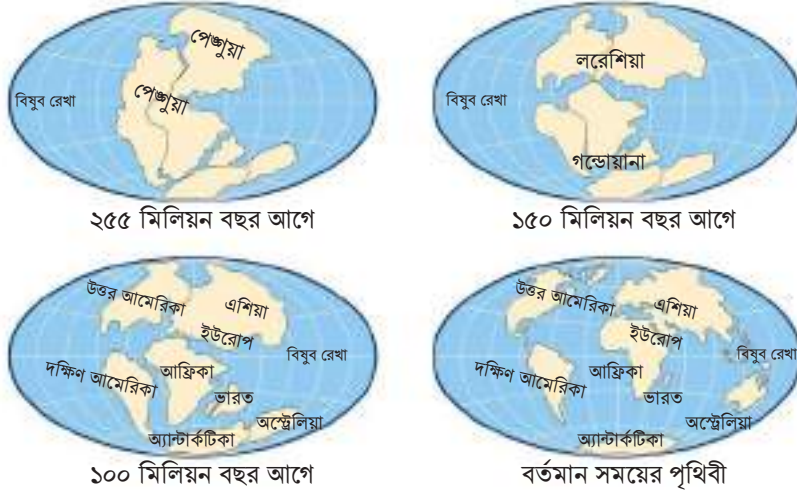 পেঙ্গুয়া
পেঙ্গুয়া
বিষুব রেখা
২৫৫ মিলিয়ন বছর আগে
লরেশিয়া
বিষুব রেখা
গন্ডোয়ানা
১৫০ মিলিয়ন বছর আগে
উত্তর আমেরিকা
এশিয়া
ইউরোপ
বিষুব রেখা
দক্ষিণ আমেরিকা
আফ্রিকা
ভারত
অস্ট্রেলিয়া
অ্যান্টার্কটিকা
১০০ মিলিয়ন বছর আগে
উত্তর আমেরিকা
এশিয়া
ইউরোপ
বিষুব রেখা
দক্ষিণ আমেরিকা
আফ্রিকা
ভারত
অস্ট্রেলিয়া
অ্যান্টার্কটিকা
বর্তমান সময়ের পৃথিবী